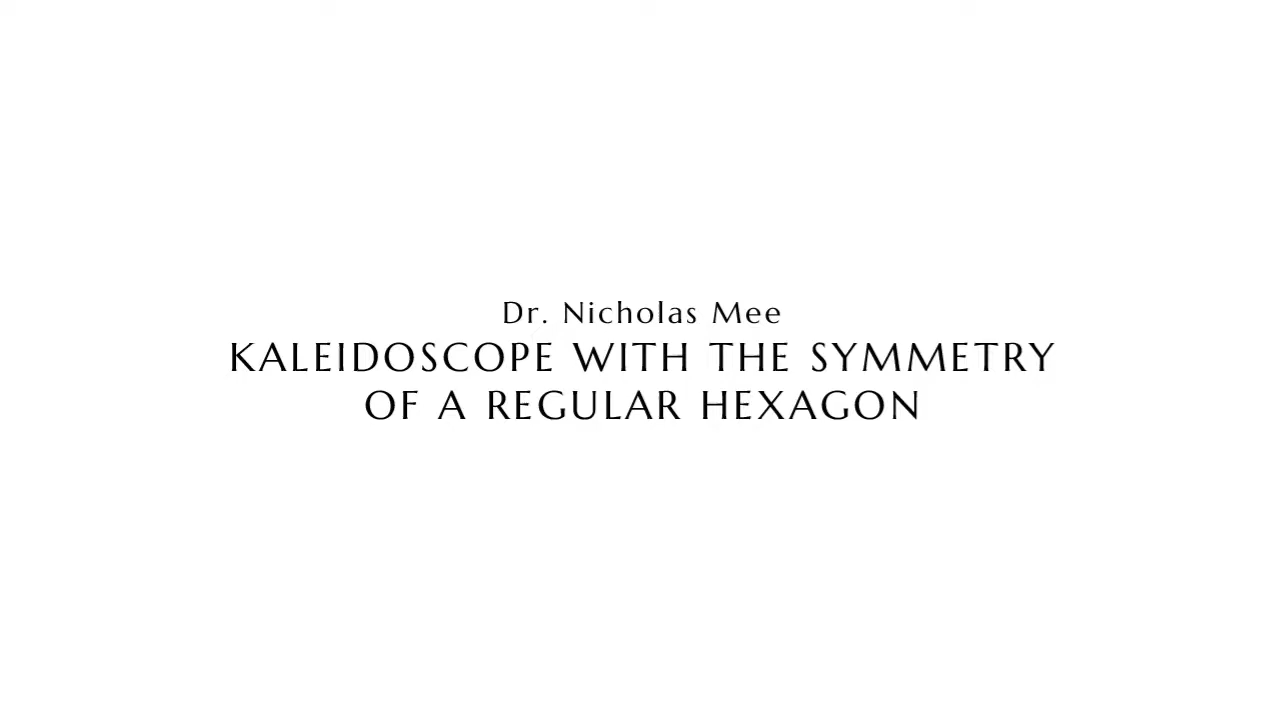 Dr. Nicholas Mee
KALEIDOSCOPE WITH THE SYMMETRY
OF A REGULAR HEXAGON